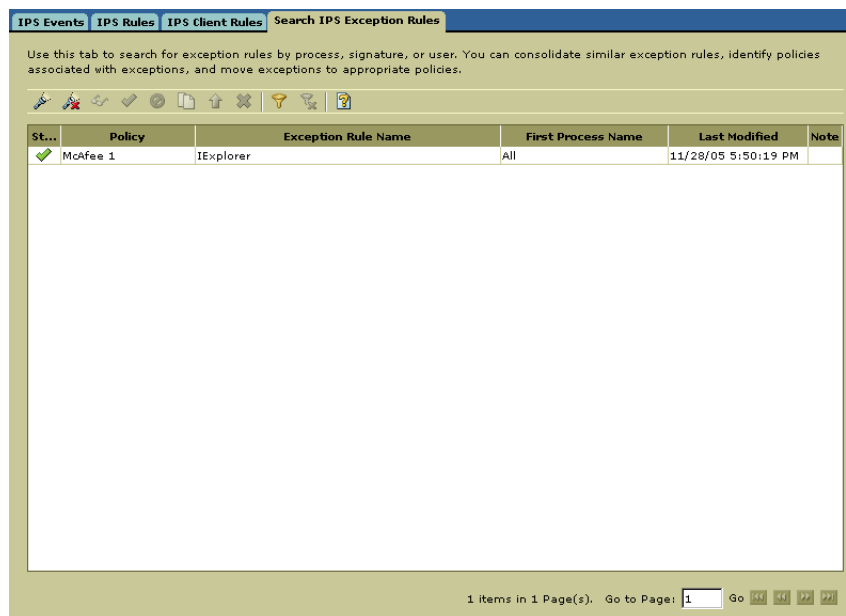 IPS Events IPS Rules IPS Client Rules Search IPS Exception Rules
Use this tab to search for exception rules by process, signature, or user. You can consolidate similar exception rules, identify policies
associated with exceptions, and move exceptions to appropriate policies.
St... Policy Exception Rule Name First Process Name Last Modified Note
McAfee 1 IExplorer All 11/28/05 5:50:19 PM
1 items in 1 Page(s). Go to Page: 1 Go